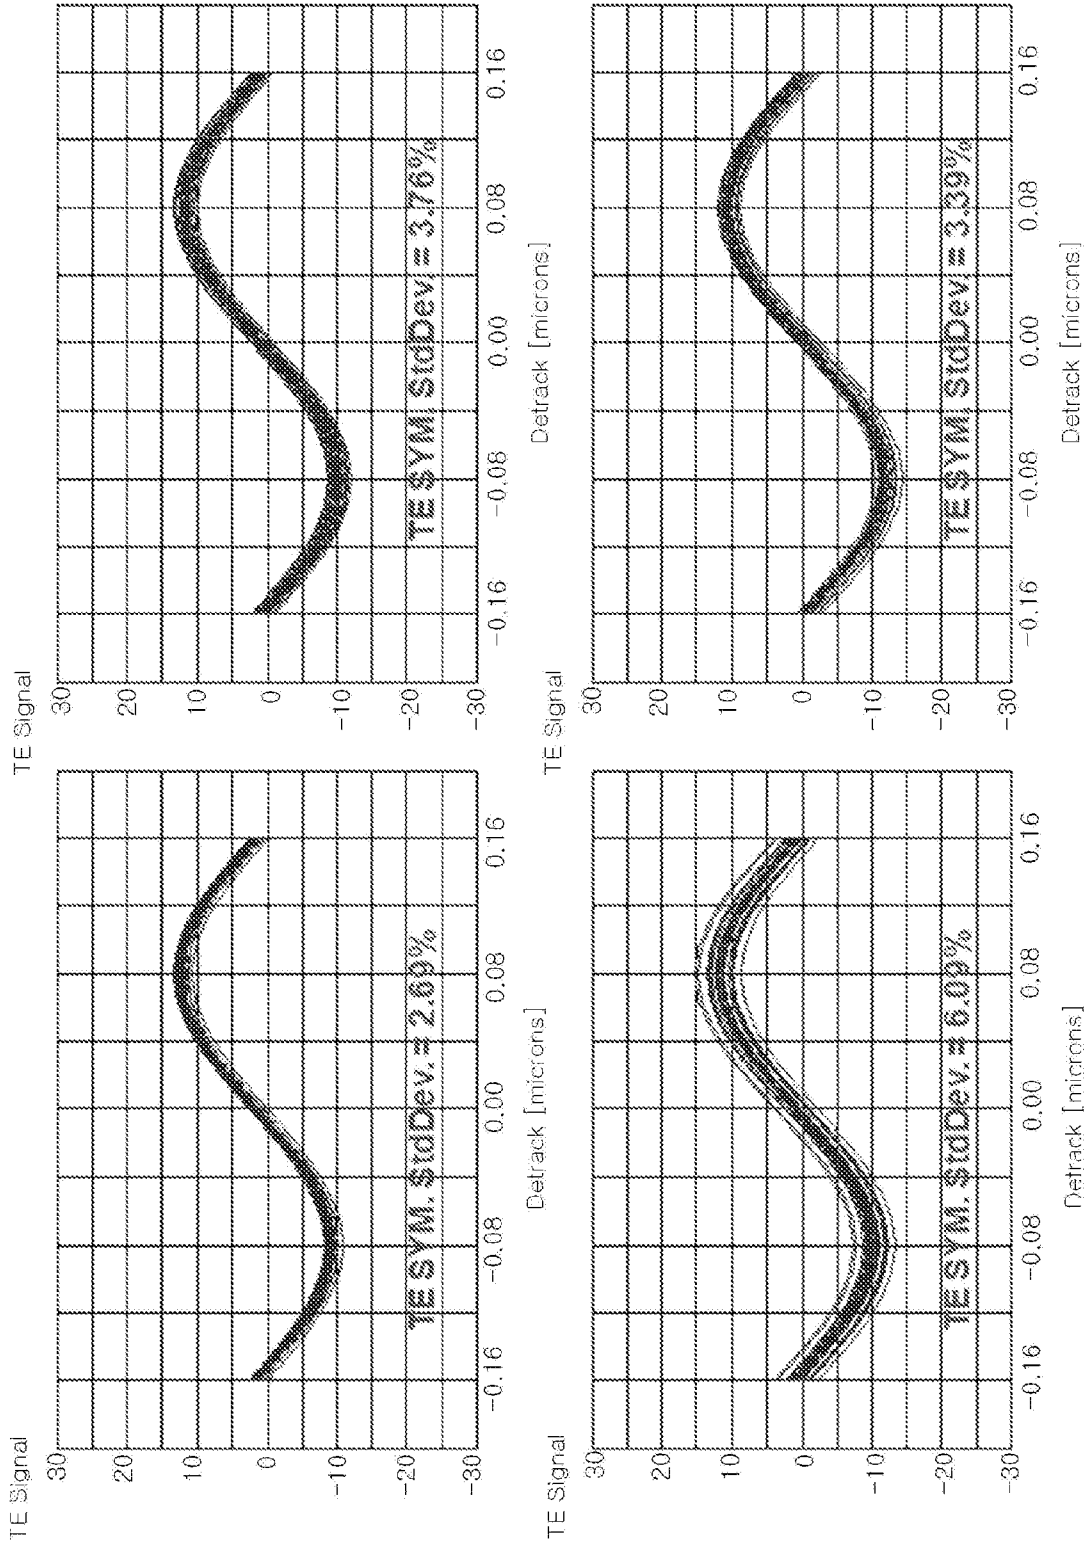 TE Signal
30
20
10
0
-10
-20
-30
TE SYM. StdDev. = 2.69%
-0.16 -0.08 0.00 0.08 0.16
Detrack [microns]
TE Signal
30
20
10
0
-10
-20
-30
TE SYM. StdDev. = 3.76%
-0.16 -0.08 0.00 0.08 0.16
Detrack [microns]
TE Signal
30
20
10
0
-10
-20
-30
TE SYM. StdDev. = 6.09%
-0.16 -0.08 0.00 0.08 0.16
Detrack [microns]
TE Signal
30
20
10
0
-10
-20
-30
TE SYM. StdDev. = 3.39%
-0.16 -0.08 0.00 0.08 0.16
Detrack [microns]